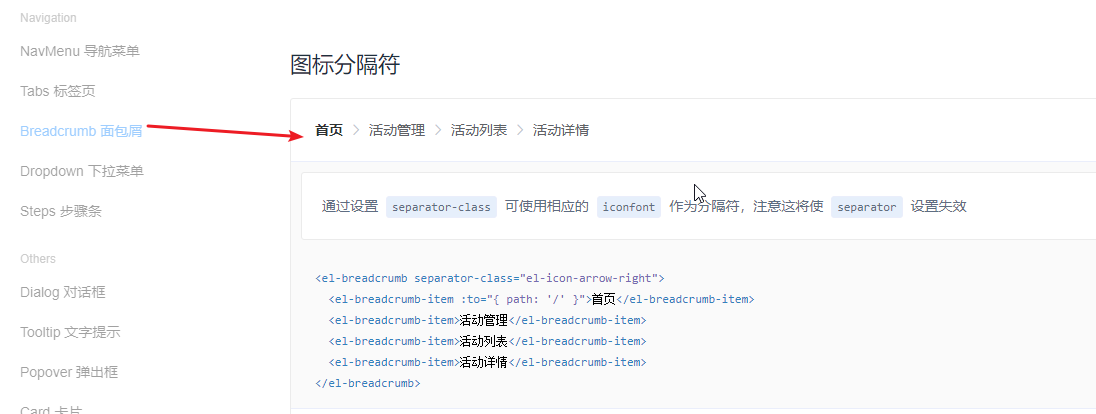 Navigation
NavMenu 导航菜单
Tabs 标签页
Breadcrumb 面包屑
Dropdown 下拉菜单
Steps 步骤条
Others
Dialog 对话框
Tooltip 文字提示
Popover 弹出框
Card 卡片
图标分隔符
首页 > 活动管理 > 活动列表 > 活动详情
通过设置 separator-class 可使用相应的 iconfont 作为分隔符，注意这将使 separator 设置失效
<el-breadcrumb separator-class="el-icon-arrow-right">
<el-breadcrumb-item :to="{ path: '/' }">首页</el-breadcrumb-item>
<el-breadcrumb-item>活动管理</el-breadcrumb-item>
<el-breadcrumb-item>活动列表</el-breadcrumb-item>
<el-breadcrumb-item>活动详情</el-breadcrumb-item>
</el-breadcrumb>